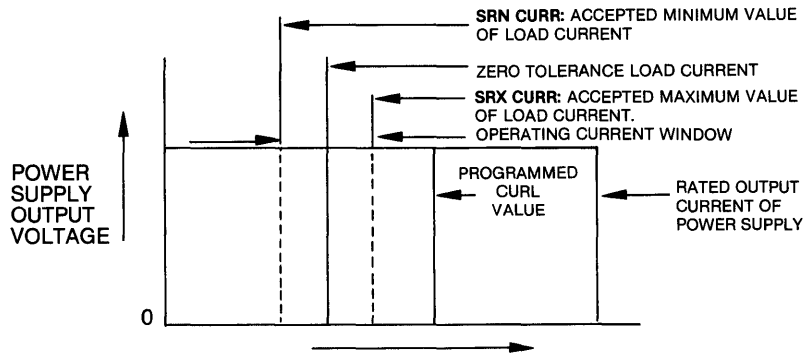 SRN CURR: ACCEPTED MINIMUM VALUE
OF LOAD CURRENT
ZERO TOLERANCE LOAD CURRENT
SRX CURR: ACCEPTED MAXIMUM VALUE
OF LOAD CURRENT.
OPERATING CURRENT WINDOW
POWER
SUPPLY
OUTPUT
VOLTAGE
PROGRAMMED
CURL
VALUE
RATED OUTPUT
CURRENT OF
POWER SUPPLY
0